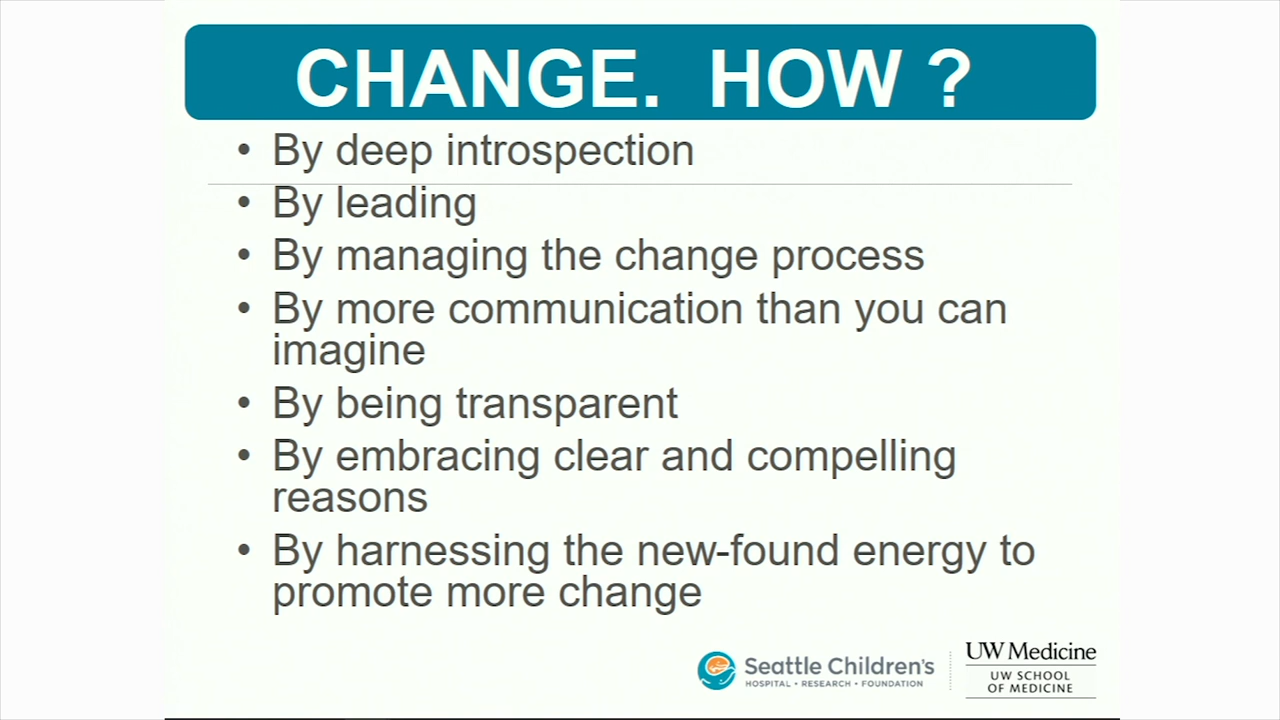 CHANGE.  HOW ?
• By deep introspection
• By leading
• By managing the change process
• By more communication than you can
imagine
• By being transparent
• By embracing clear and compelling
reasons
• By harnessing the new-found energy to
promote more change
Seattle Children's
HOSPITAL • RESEARCH • FOUNDATION
UW Medicine
UW SCHOOL
OF MEDICINE